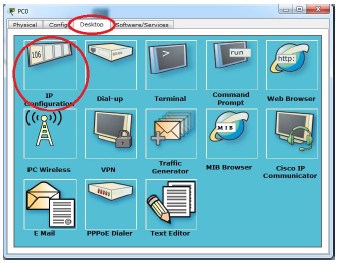 PC0
Physical Config Desktop Software/Services
106 > run http:
IP Configuration
Dial-up
Terminal
Command Prompt
Web Browser
MIB
PC Wireless
VPN
Traffic Generator
MIB Browser
Cisco IP Communicator
E Mail
PPPoE Dialer
Text Editor